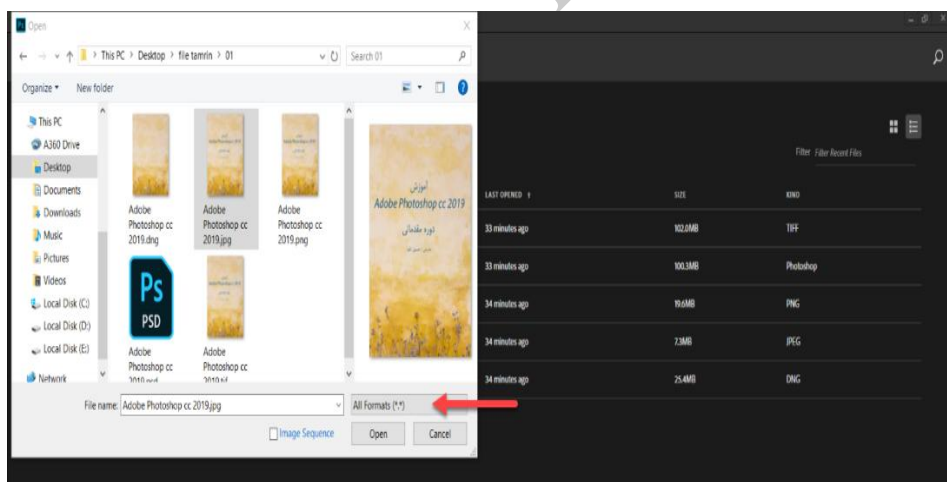 Open
This PC > Desktop > file tamrin > 01
Search 01
Organize
New folder
This PC
A360 Drive
Desktop
Documents
Downloads
Music
Pictures
Videos
Local Disk (C:)
Local Disk (D:)
Local Disk (E:)
Network
Adobe
Photoshop cc
2019.dng
Adobe
Photoshop cc
2019.jpg
Adobe
Photoshop cc
2019.png
Ps
PSD
Adobe
Photoshop cc
2019.psd
Adobe
Photoshop cc
2019.tif
آموزش
Adobe Photoshop cc 2019
دوره مقدماتی
File name: Adobe Photoshop cc 2019.jpg
All Formats (*.*)
Image Sequence
Open
Cancel
Filter Filter Recent Files
LAST OPENED SIZE KIND
33 minutes ago 102.0MB TIFF
33 minutes ago 100.3MB Photoshop
34 minutes ago 19.6MB PNG
34 minutes ago 7.3MB JPEG
34 minutes ago 25.4MB DNG